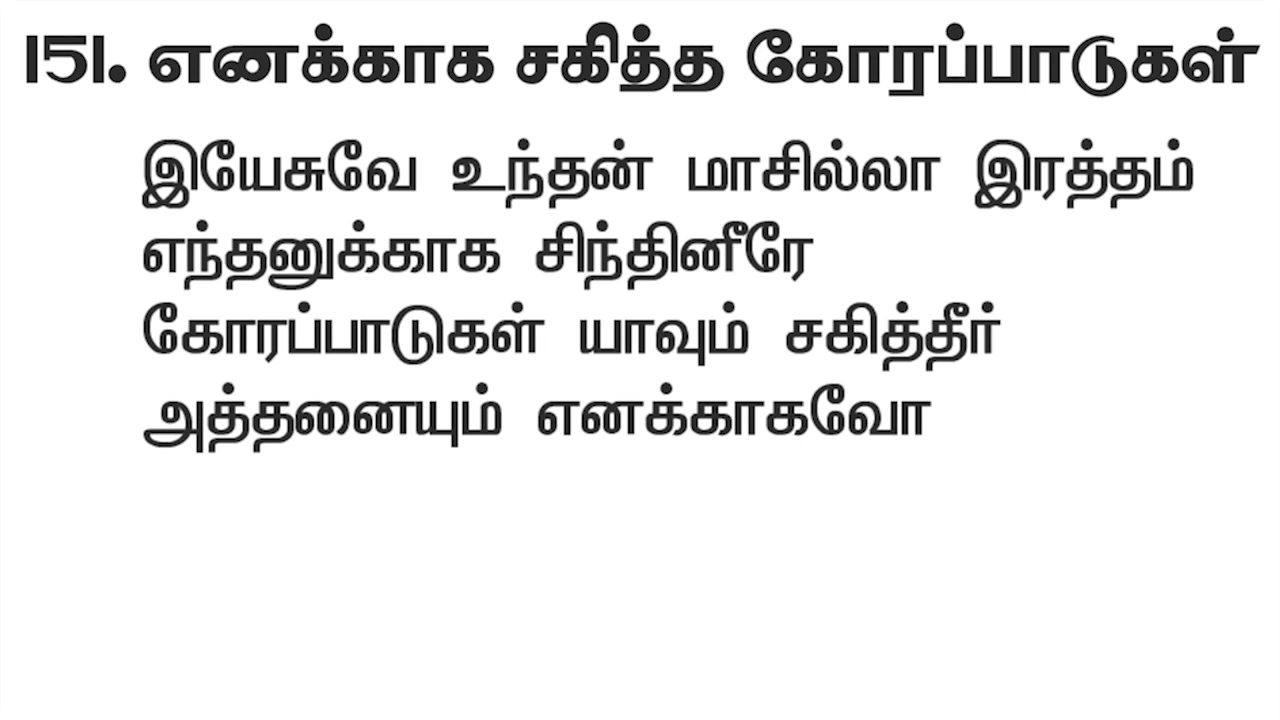 151. எனக்காக சகித்த கோரப்பாடுகள்
இயேசுவே உந்தன் மாசில்லா இரத்தம்
எந்தனுக்காக சிந்தினீரே
கோரப்பாடுகள் யாவும் சகித்தீர்
அத்தனையும் எனக்காகவோ